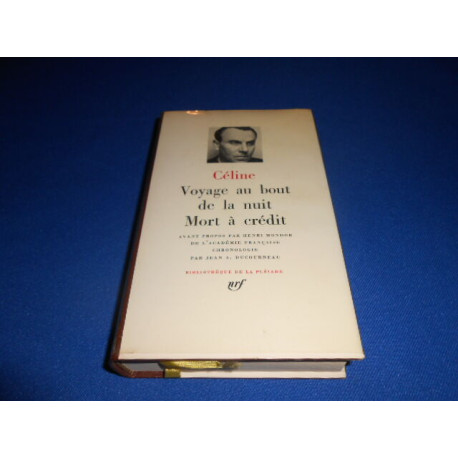 Céline
Voyage au bout
de la nuit
Mort à crédit
AVANT-PROPOS PAR HENRI MONDOR
DE L'ACADÉMIE FRANÇAISE
CHRONOLOGIE
PAR JEAN A. DUCOURNEAU
BIBLIOTHÈQUE DE LA PLÉIADE
nrf